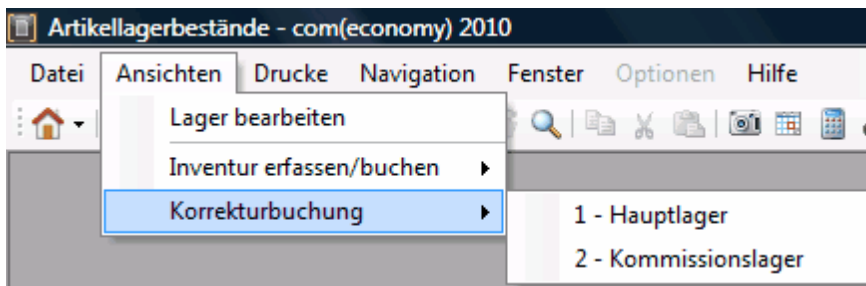 Artikellagerbestände - com(economy) 2010
Datei Ansichten Drucke Navigation Fenster Optionen Hilfe
Lager bearbeiten
Inventur erfassen/buchen
Korrekturbuchung
1 - Hauptlager
2 - Kommissionslager